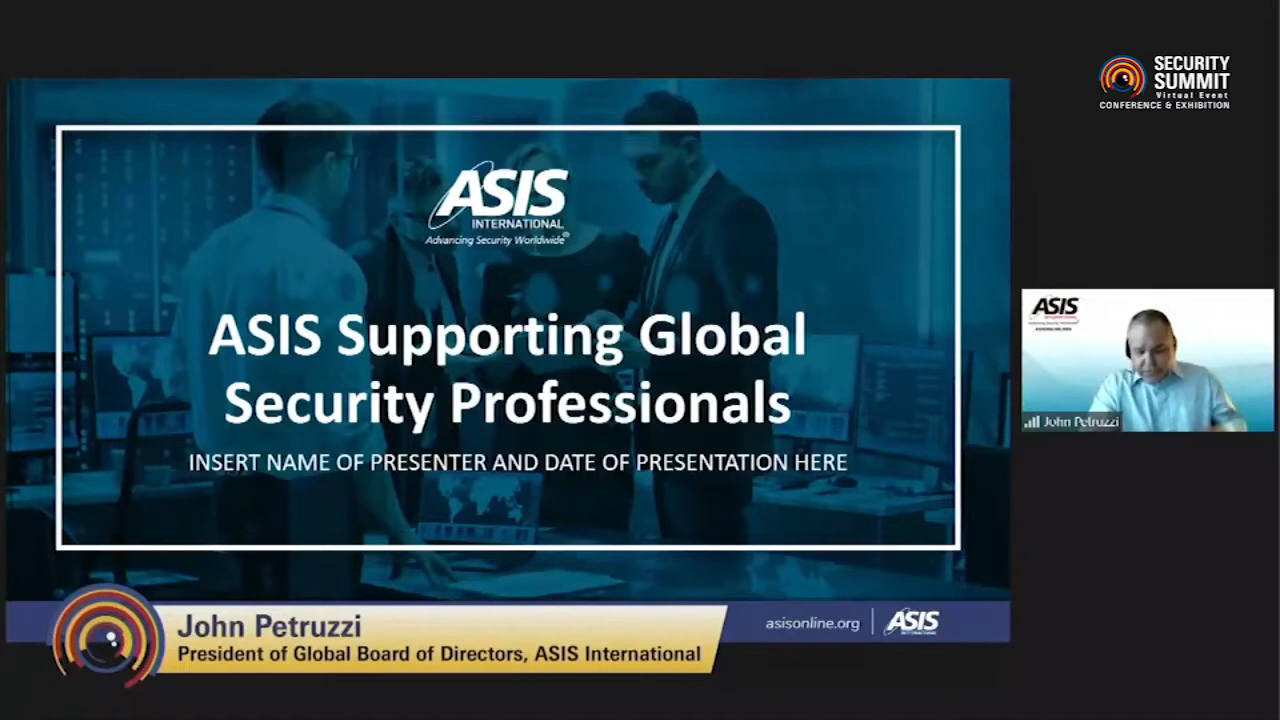 SECURITY
SUMMIT
Virtual Event
CONFERENCE & EXHIBITION
ASIS
INTERNATIONAL
Advancing Security Worldwide®
ASIS Supporting Global
Security Professionals
INSERT NAME OF PRESENTER AND DATE OF PRESENTATION HERE
ASIS
John Petruzzi
John Petruzzi
President of Global Board of Directors, ASIS International
asisonline.org
ASIS
INTERNATIONAL